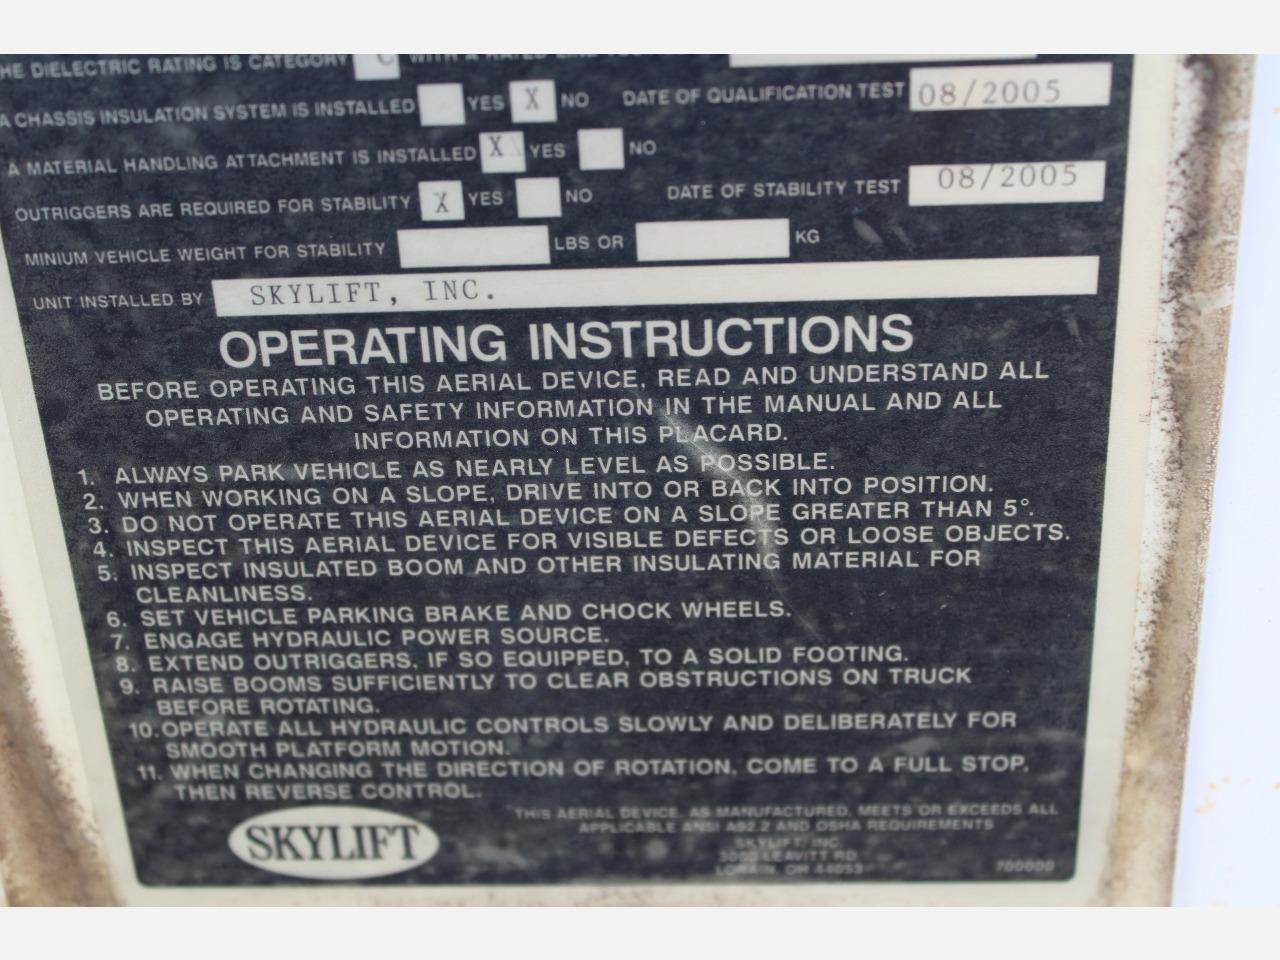 HE DIELECTRIC RATING IS CATEGORY C WITH A RATED
A CHASSIS INSULATION SYSTEM IS INSTALLED YES X NO DATE OF QUALIFICATION TEST 08/2005
A MATERIAL HANDLING ATTACHMENT IS INSTALLED X YES NO
OUTRIGGERS ARE REQUIRED FOR STABILITY X YES NO DATE OF STABILITY TEST 08/2005
MINIUM VEHICLE WEIGHT FOR STABILITY LBS OR KG
UNIT INSTALLED BY SKYLIFT, INC.
OPERATING INSTRUCTIONS
BEFORE OPERATING THIS AERIAL DEVICE, READ AND UNDERSTAND ALL
OPERATING AND SAFETY INFORMATION IN THE MANUAL AND ALL
INFORMATION ON THIS PLACARD.
1. ALWAYS PARK VEHICLE AS NEARLY LEVEL AS POSSIBLE.
2. WHEN WORKING ON A SLOPE, DRIVE INTO OR BACK INTO POSITION.
3. DO NOT OPERATE THIS AERIAL DEVICE ON A SLOPE GREATER THAN 5°.
4. INSPECT THIS AERIAL DEVICE FOR VISIBLE DEFECTS OR LOOSE OBJECTS.
5. INSPECT INSULATED BOOM AND OTHER INSULATING MATERIAL FOR
CLEANLINESS.
6. SET VEHICLE PARKING BRAKE AND CHOCK WHEELS.
7. ENGAGE HYDRAULIC POWER SOURCE.
8. EXTEND OUTRIGGERS, IF SO EQUIPPED, TO A SOLID FOOTING.
9. RAISE BOOMS SUFFICIENTLY TO CLEAR OBSTRUCTIONS ON TRUCK
BEFORE ROTATING.
10. OPERATE ALL HYDRAULIC CONTROLS SLOWLY AND DELIBERATELY FOR
SMOOTH PLATFORM MOTION.
11. WHEN CHANGING THE DIRECTION OF ROTATION, COME TO A FULL STOP,
THEN REVERSE CONTROL.
SKYLIFT
THIS AERIAL DEVICE, AS MANUFACTURED, MEETS OR EXCEEDS ALL
APPLICABLE ANSI A92.2 AND OSHA REQUIREMENTS
SKYLIFT, INC.
3000 LEAVITT RD.
LORAIN, OH 44053
700000